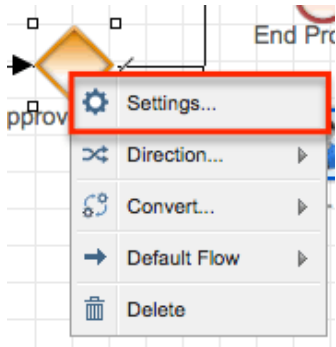 End Pro
pprov
Settings...
Direction...
Convert...
Default Flow
Delete